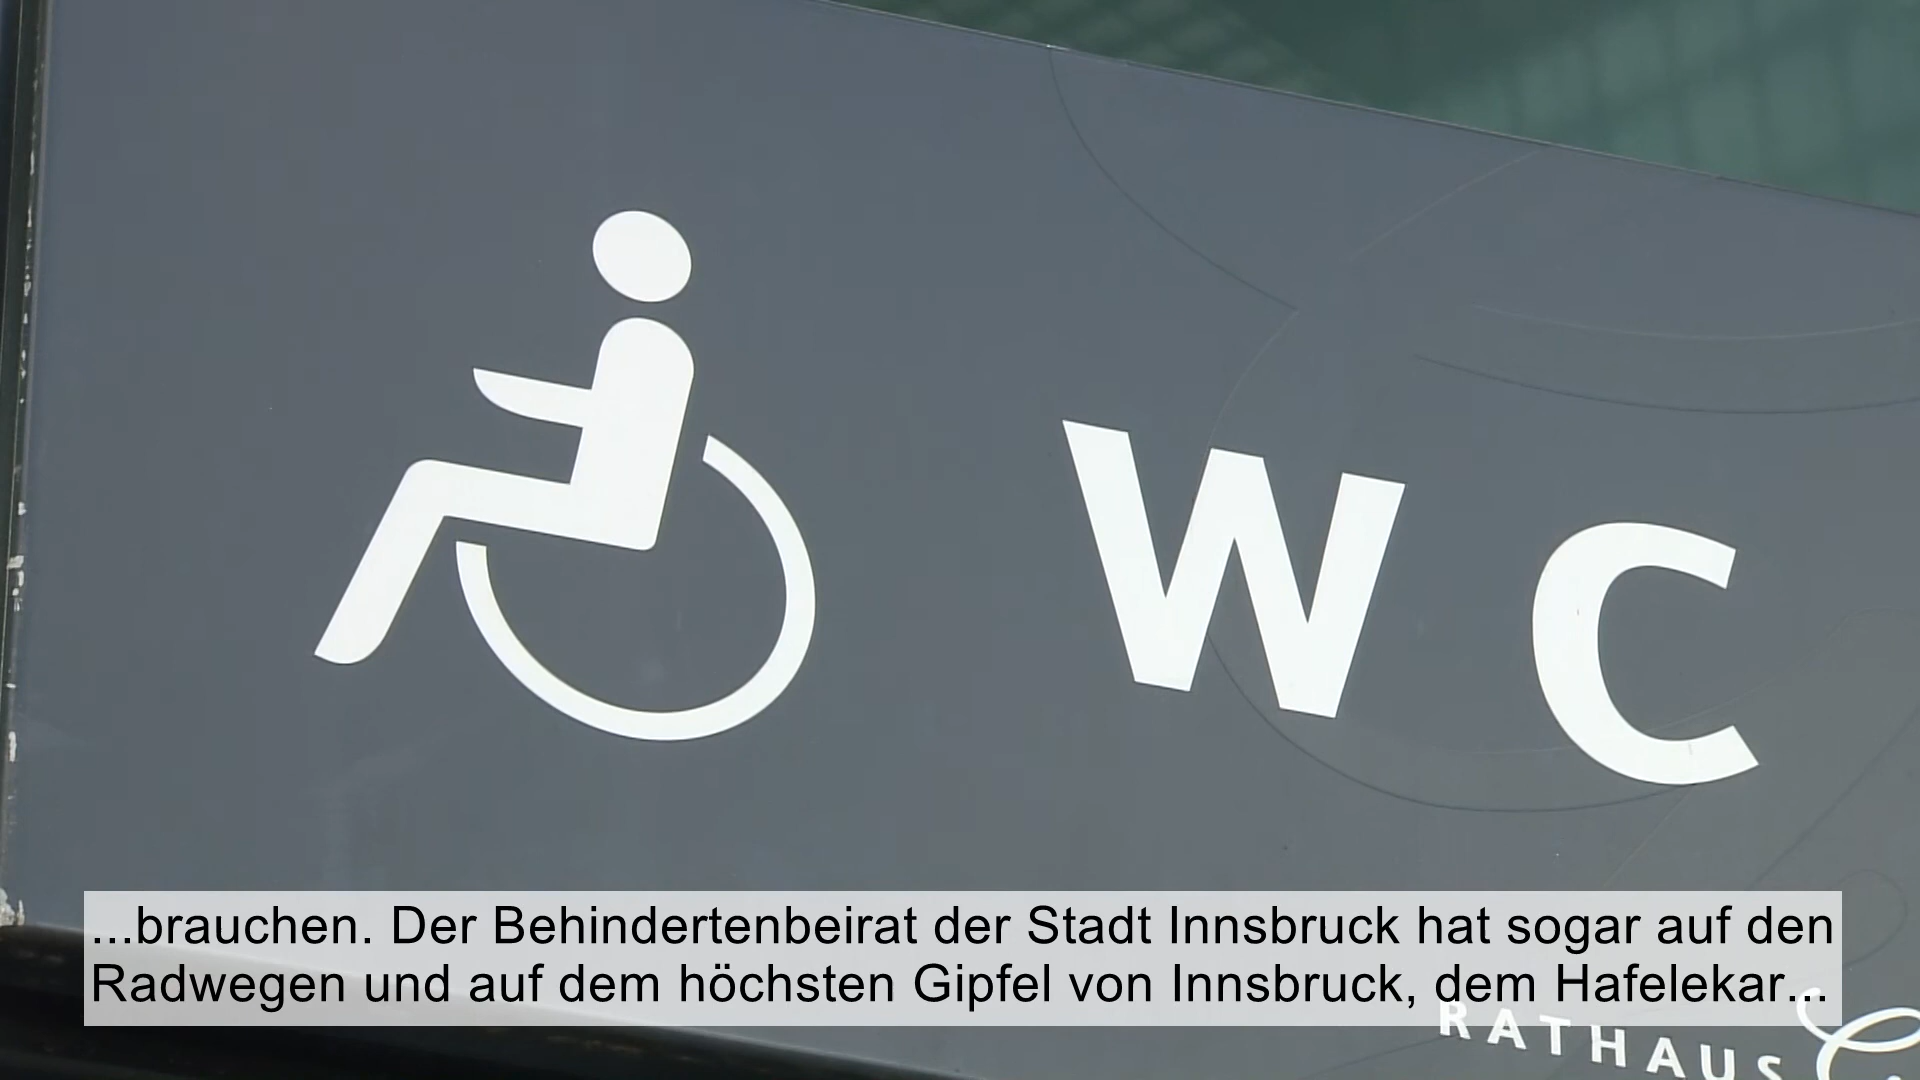 WC
...brauchen. Der Behindertenbeirat der Stadt Innsbruck hat sogar auf den
Radwegen und auf dem höchsten Gipfel von Innsbruck, dem Hafelekar...
RATHAUS